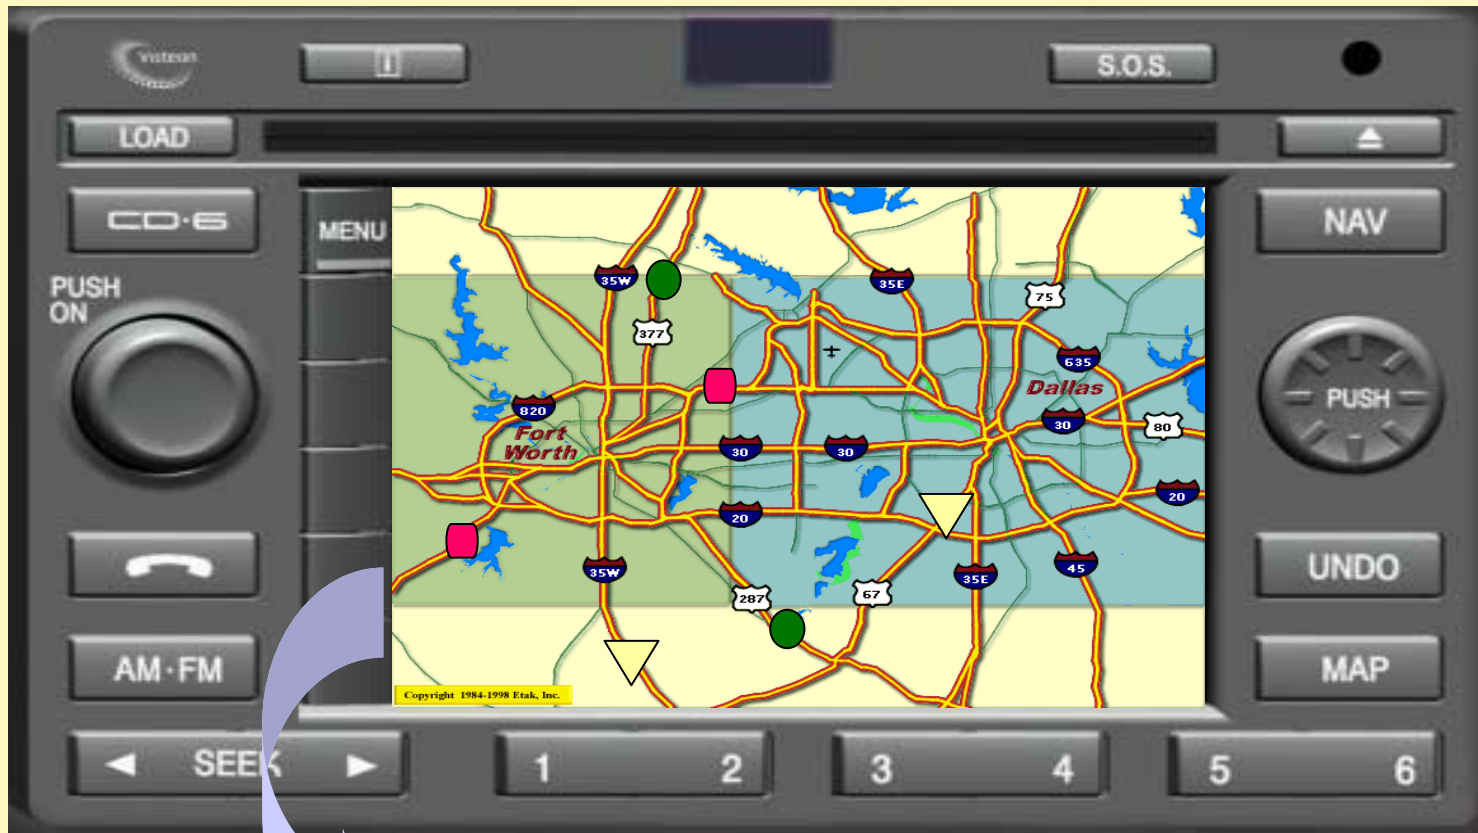 Visteon
i
S.O.S.
LOAD
CD·6
MENU
NAV
PUSH
ON
35W
35E
75
377
635
Dallas
820
30
80
PUSH
Fort
Worth
30
30
20
20
35W
35E
45
287
67
UNDO
AM·FM
MAP
Copyright 1984-1998 Etak, Inc.
SEEK
1
2
3
4
5
6